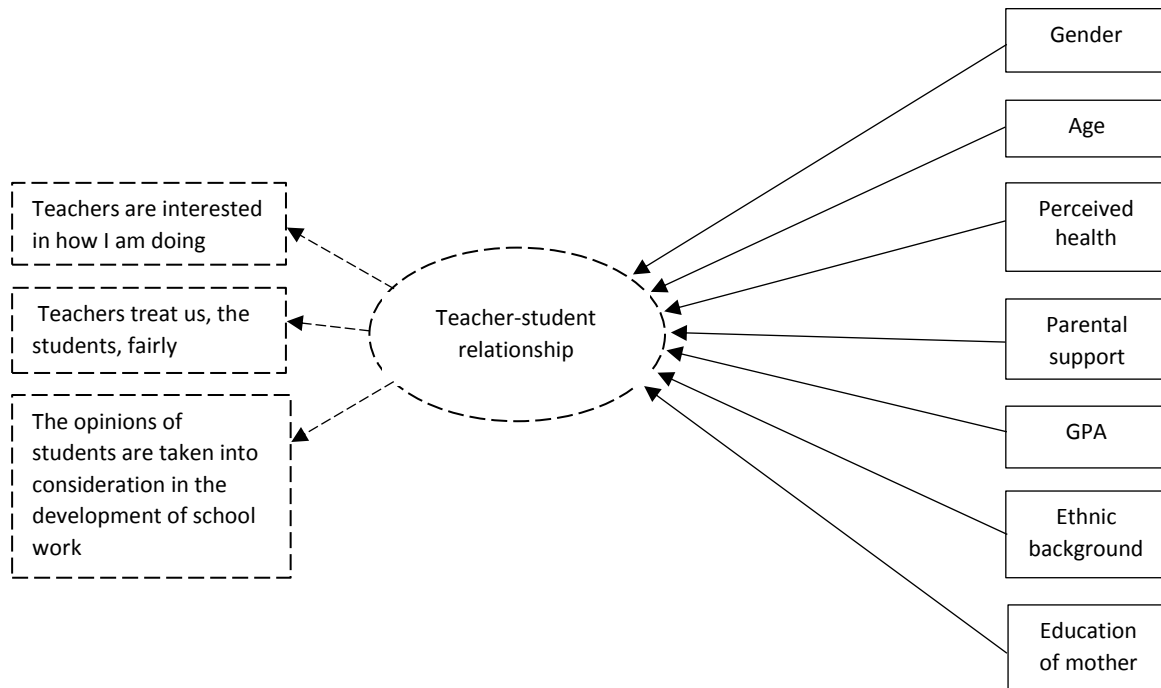 Teachers are interested
in how I am doing
Teachers treat us, the
students, fairly
The opinions of
students are taken into
consideration in the
development of school
work
Teacher-student
relationship
Gender
Age
Perceived
health
Parental
support
GPA
Ethnic
background
Education
of mother